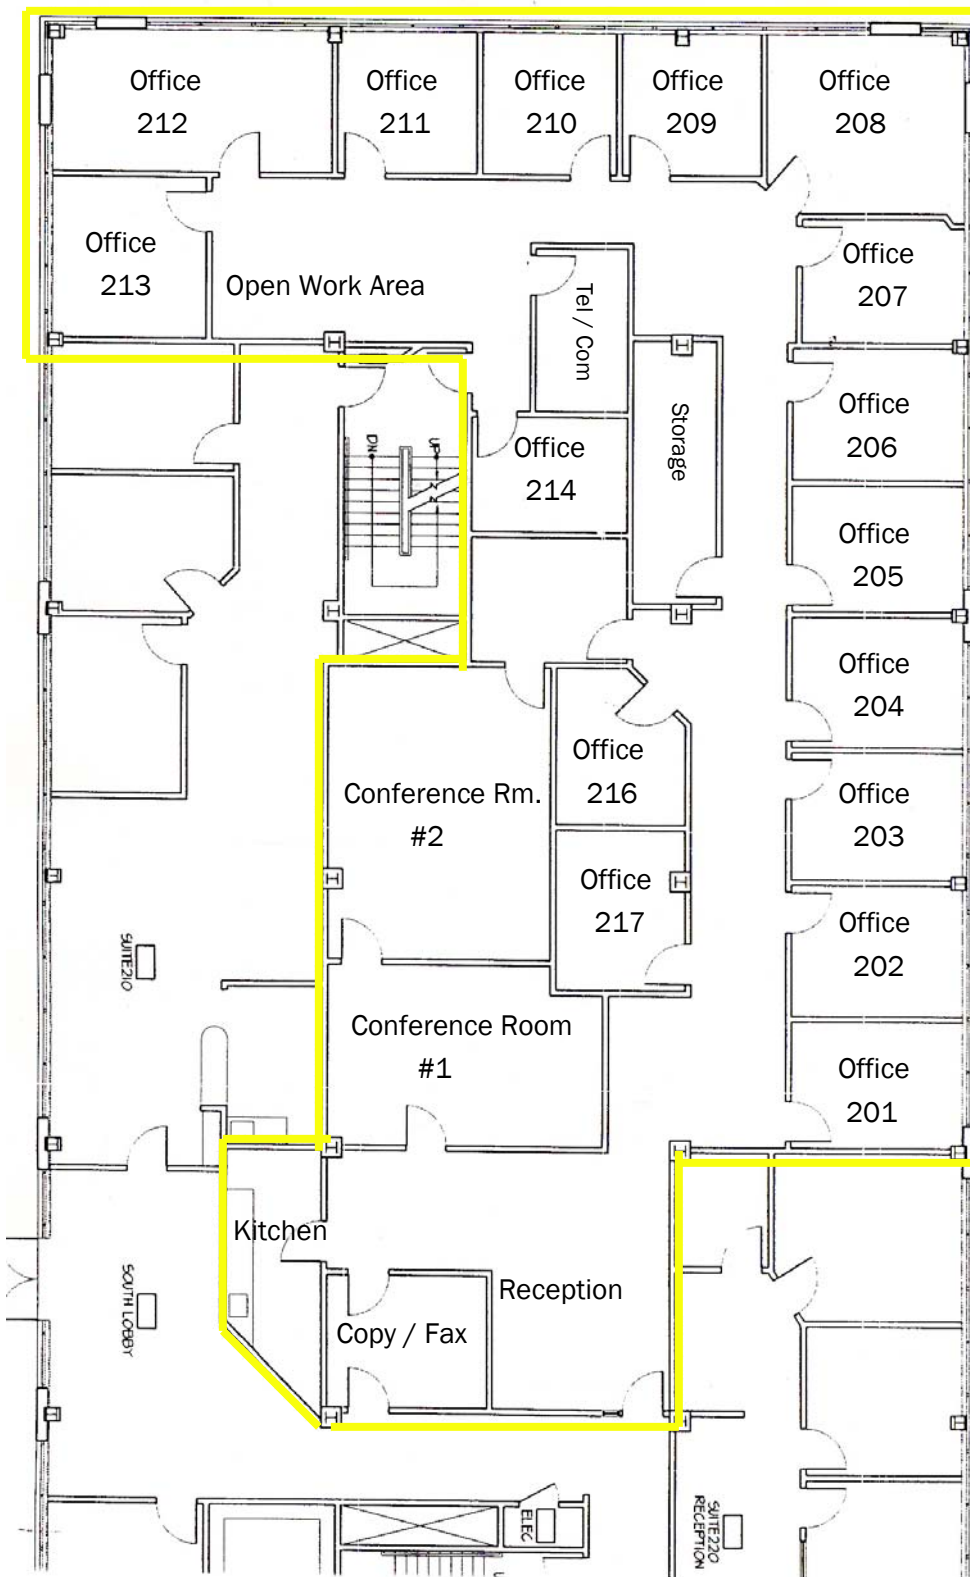 Office
212
Office
211
Office
210
Office
209
Office
208
Office
213
Open Work Area
Tel / Com
Office
207
Storage
Office
206
DN
UP
Office
214
Office
205
Office
204
Office
216
Conference Rm.
#2
Office
203
Office
217
Office
202
SUITE210
Conference Room
#1
Office
201
Kitchen
Reception
SOUTH LOBBY
Copy / Fax
ELEC
SUITE220
RECEPTION